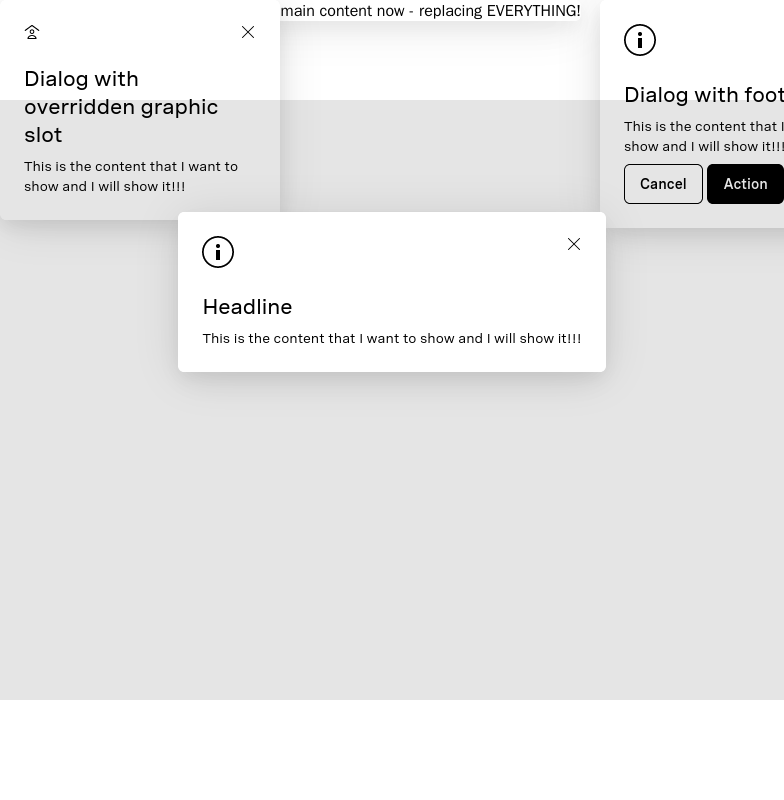 main content now - replacing EVERYTHING!
Dialog with
overridden graphic
slot
This is the content that I want to
show and I will show it!!!
Dialog with foot
This is the content that I
show and I will show it!!!
Cancel
Action
Headline
This is the content that I want to show and I will show it!!!